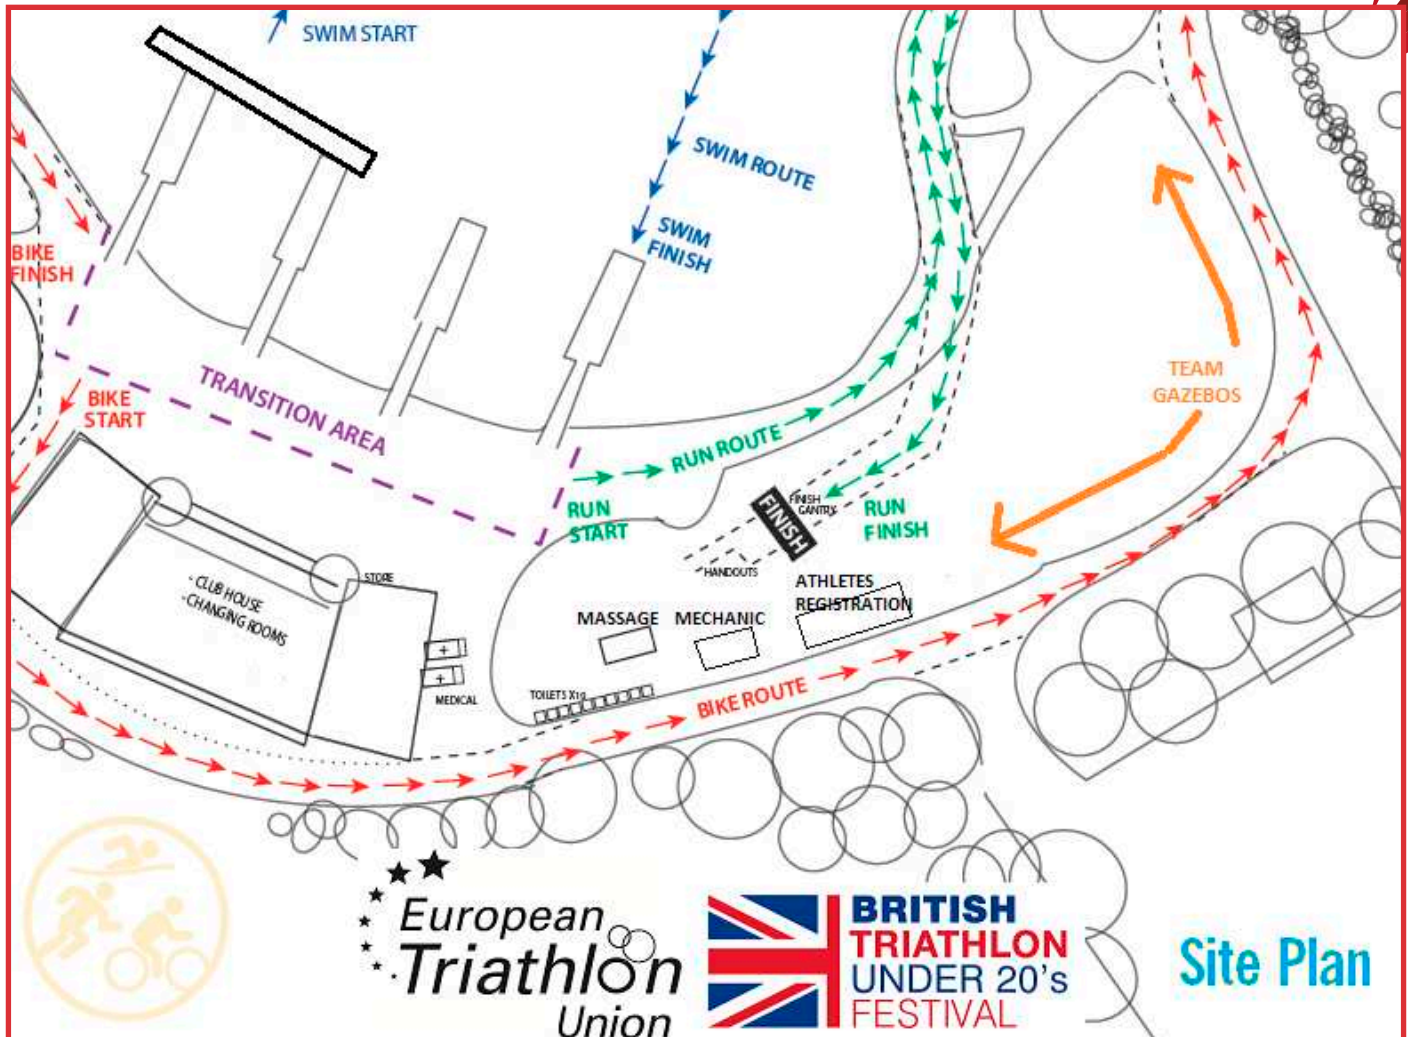 SWIM START
SWIM ROUTE
SWIM
FINISH
BIKE
FINISH
BIKE
START
TRANSITION AREA
TEAM
GAZEBOS
RUN ROUTE
RUN
START
FINISH
FINISH
GANTRY
RUN
FINISH
HANDOUTS
STORE
- CLUB HOUSE
-CHANGING ROOMS
ATHLETES
REGISTRATION
MASSAGE
MECHANIC
MEDICAL
TOILETS X10
BIKE ROUTE
European
Triathlon
Union
BRITISH
TRIATHLON
UNDER 20's
FESTIVAL
Site Plan